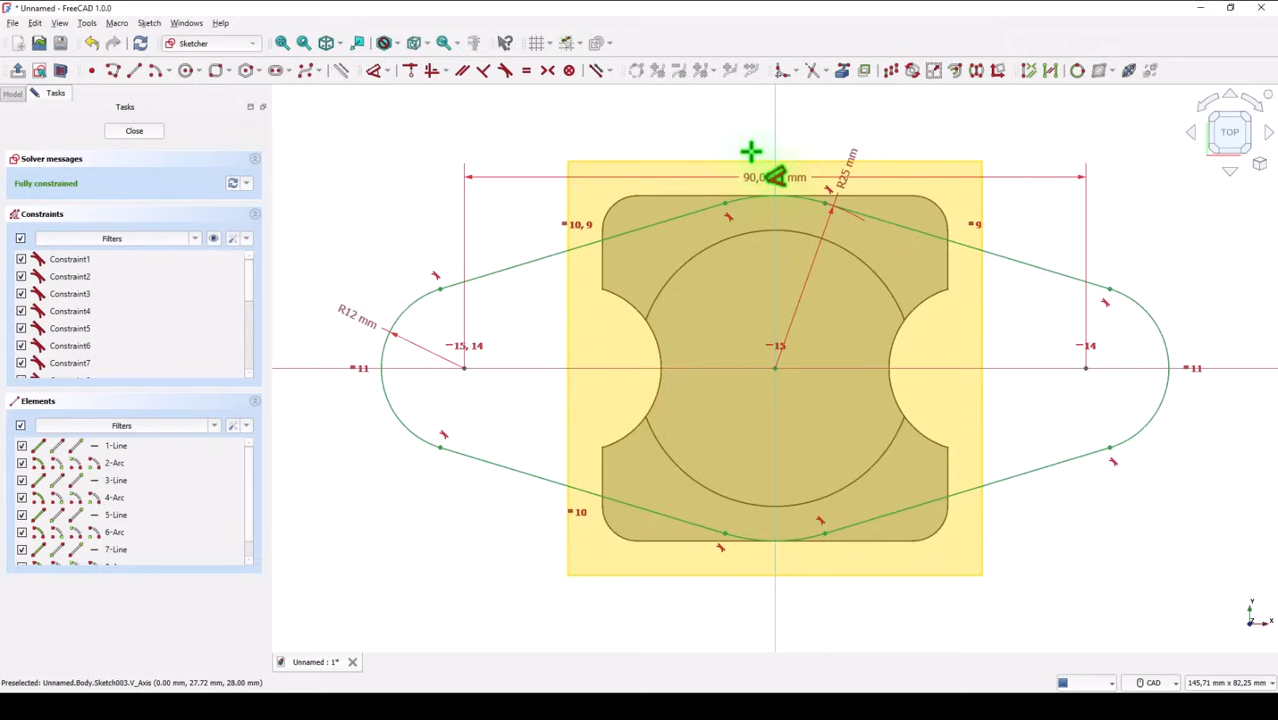 * Unnamed - FreeCAD 1.0.0
File Edit View Tools Macro Sketch Windows Help
Sketcher
Model Tasks
Tasks
Close
Solver messages
Fully constrained
Constraints
Filters
Constraint1
Constraint2
Constraint3
Constraint4
Constraint5
Constraint6
Constraint7
Elements
Filters
1-Line
2-Arc
3-Line
4-Arc
5-Line
6-Arc
7-Line
TOP
mm
R25 mm
10, 9
9
R12 mm
15, 14
15
14
11
11
10
Y
Z
X
Unnamed : 1*
Preselected: Unnamed.Body.Sketch003.V_Axis (0.00 mm, 27.72 mm, 28.00 mm)
CAD
145,71 mm x 82,25 mm